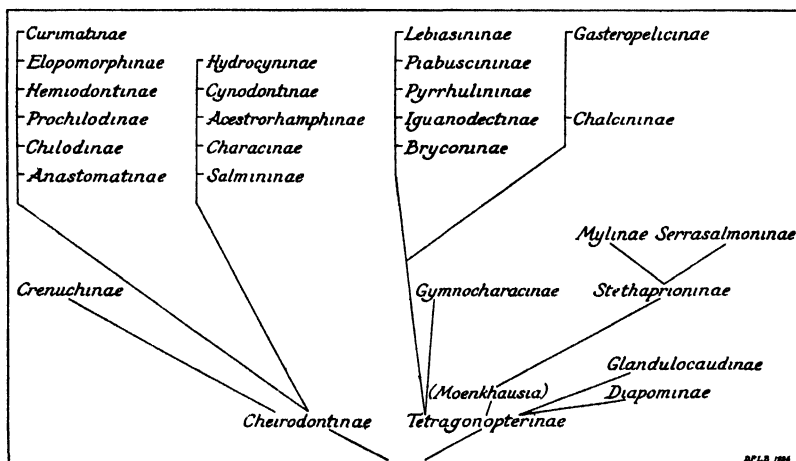 Curimatinae
Elopomorphinae
Hemiodontinae
Prochilodinae
Chilodinae
Anastomatinae
Hydrocyninae
Cynodontinae
Acestrorhamphinae
Characinae
Salmininae
Lebiasininae
Piabuscininae
Pyrrhulininae
Iguanodectinae
Bryconinae
Gasteropelicinae
Chalcininae
Mylinae Serrasalmoninae
Crenuchinae
Gymnocharacinae
Stethaprioninae
Glandulocaudinae
(Moenkhausia)
Diapominae
Cheirodontinae
Tetragonopterinae